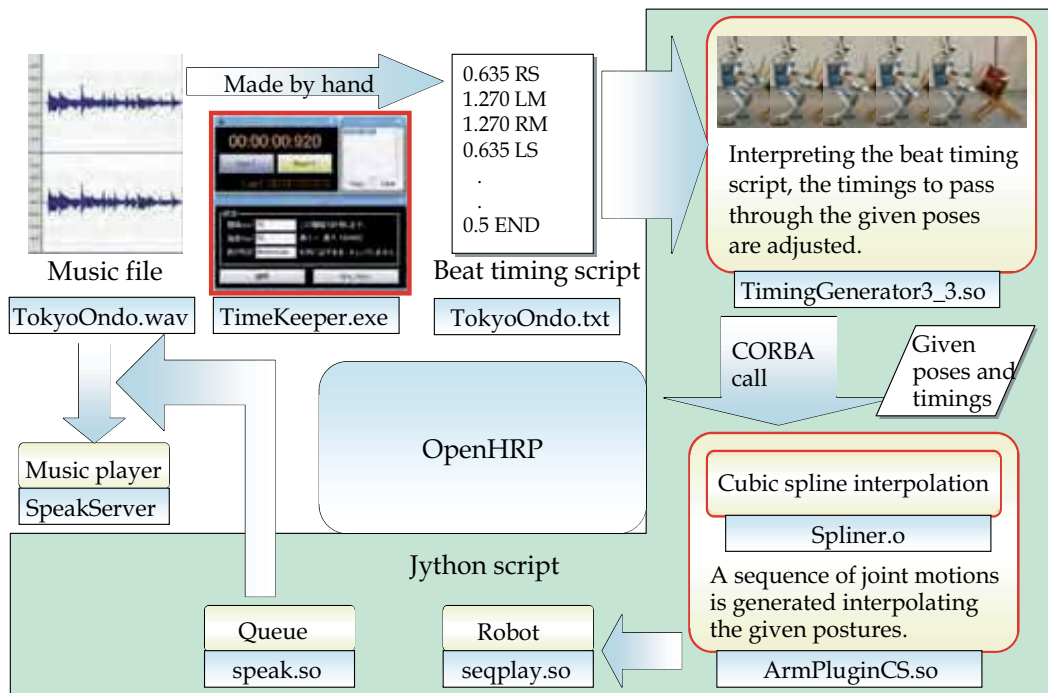 Made by hand
00:00:00:920
0.635 RS
1.270 LM
1.270 RM
0.635 LS
.
.
0.5 END
Interpreting the beat timing
script, the timings to pass
through the given poses
are adjusted.
Music file
Beat timing script
TokyoOndo.wav
TimeKeeper.exe
TokyoOndo.txt
TimingGenerator3_3.so
CORBA
call
Given
poses and
timings
OpenHRP
Music player
SpeakServer
Cubic spline interpolation
Spliner.o
A sequence of joint motions
is generated interpolating
the given postures.
ArmPluginCS.so
Jython script
Queue
speak.so
Robot
seqplay.so